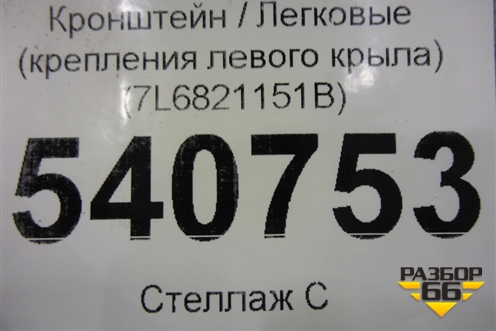 Кронштейн / Легковые
(крепления левого крыла)
(7L6821151B)
540753
Стеллаж С
РАЗБОР
66